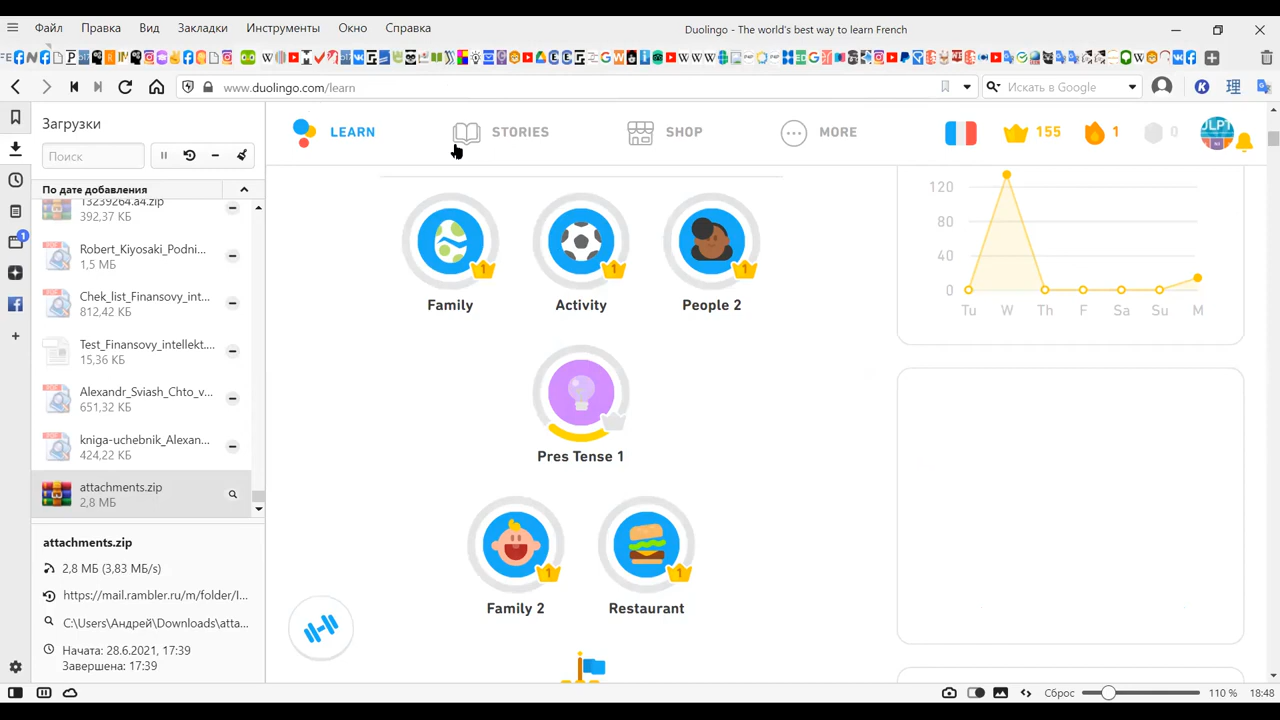 Файл Правка Вид Закладки Инструменты Окно Справка
Duolingo - The world's best way to learn French
www.duolingo.com/learn
Искать в Google
Загрузки
Поиск
По дате добавления
13239264.a4.zip
392,37 КБ
Robert_Kiyosaki_Podni...
1,5 МБ
Chek_list_Finansovy_int...
812,42 КБ
Test_Finansovy_intellekt....
15,36 КБ
Alexandr_Sviash_Chto_v...
651,32 КБ
kniga-uchebnik_Alexan...
424,22 КБ
attachments.zip
2,8 МБ
attachments.zip
2,8 МБ (3,83 МБ/s)
https://mail.rambler.ru/m/folder/I...
C:\Users\Андрей\Downloads\atta...
Начата: 28.6.2021, 17:39
Завершена: 17:39
LEARN STORIES SHOP MORE 155 1 0
Family Activity People 2
1 1 1
Pres Tense 1
Family 2 Restaurant
1 1
120
80
40
0
Tu W Th F Sa Su M
Сброс 110 % 18:48